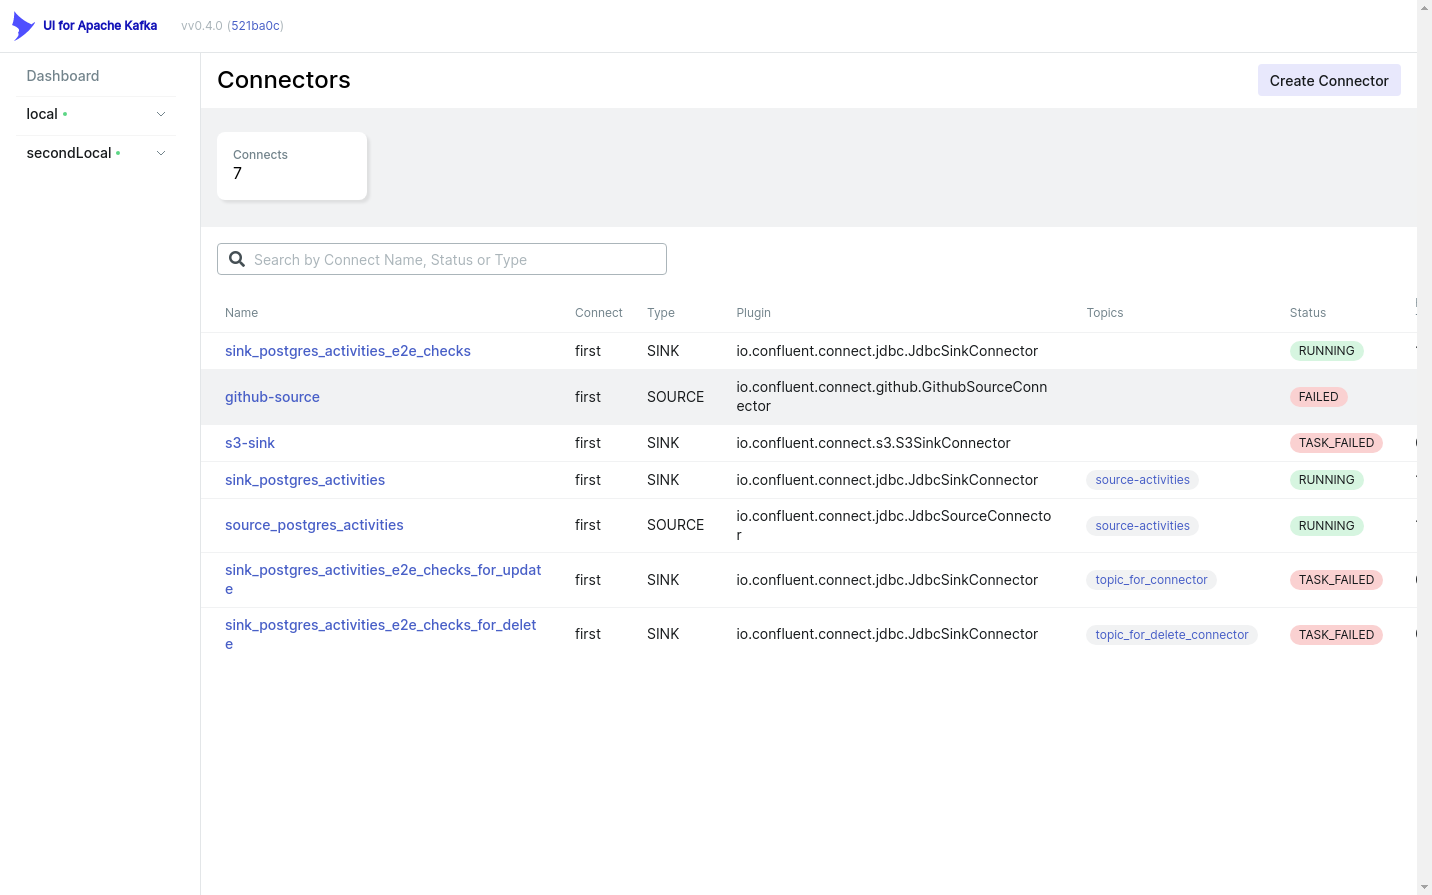 UI for Apache Kafka vv0.4.0 (521ba0c)
Dashboard
local
secondLocal
Connectors
Create Connector
Connects
7
Search by Connect Name, Status or Type
Name Connect Type Plugin Topics Status
sink_postgres_activities_e2e_checks first SINK io.confluent.connect.jdbc.JdbcSinkConnector RUNNING
github-source first SOURCE io.confluent.connect.github.GithubSourceConn
ector FAILED
s3-sink first SINK io.confluent.connect.s3.S3SinkConnector TASK_FAILED
sink_postgres_activities first SINK io.confluent.connect.jdbc.JdbcSinkConnector source-activities RUNNING
source_postgres_activities first SOURCE io.confluent.connect.jdbc.JdbcSourceConnecto
r source-activities RUNNING
sink_postgres_activities_e2e_checks_for_updat
e first SINK io.confluent.connect.jdbc.JdbcSinkConnector topic_for_connector TASK_FAILED
sink_postgres_activities_e2e_checks_for_delet
e first SINK io.confluent.connect.jdbc.JdbcSinkConnector topic_for_delete_connector TASK_FAILED